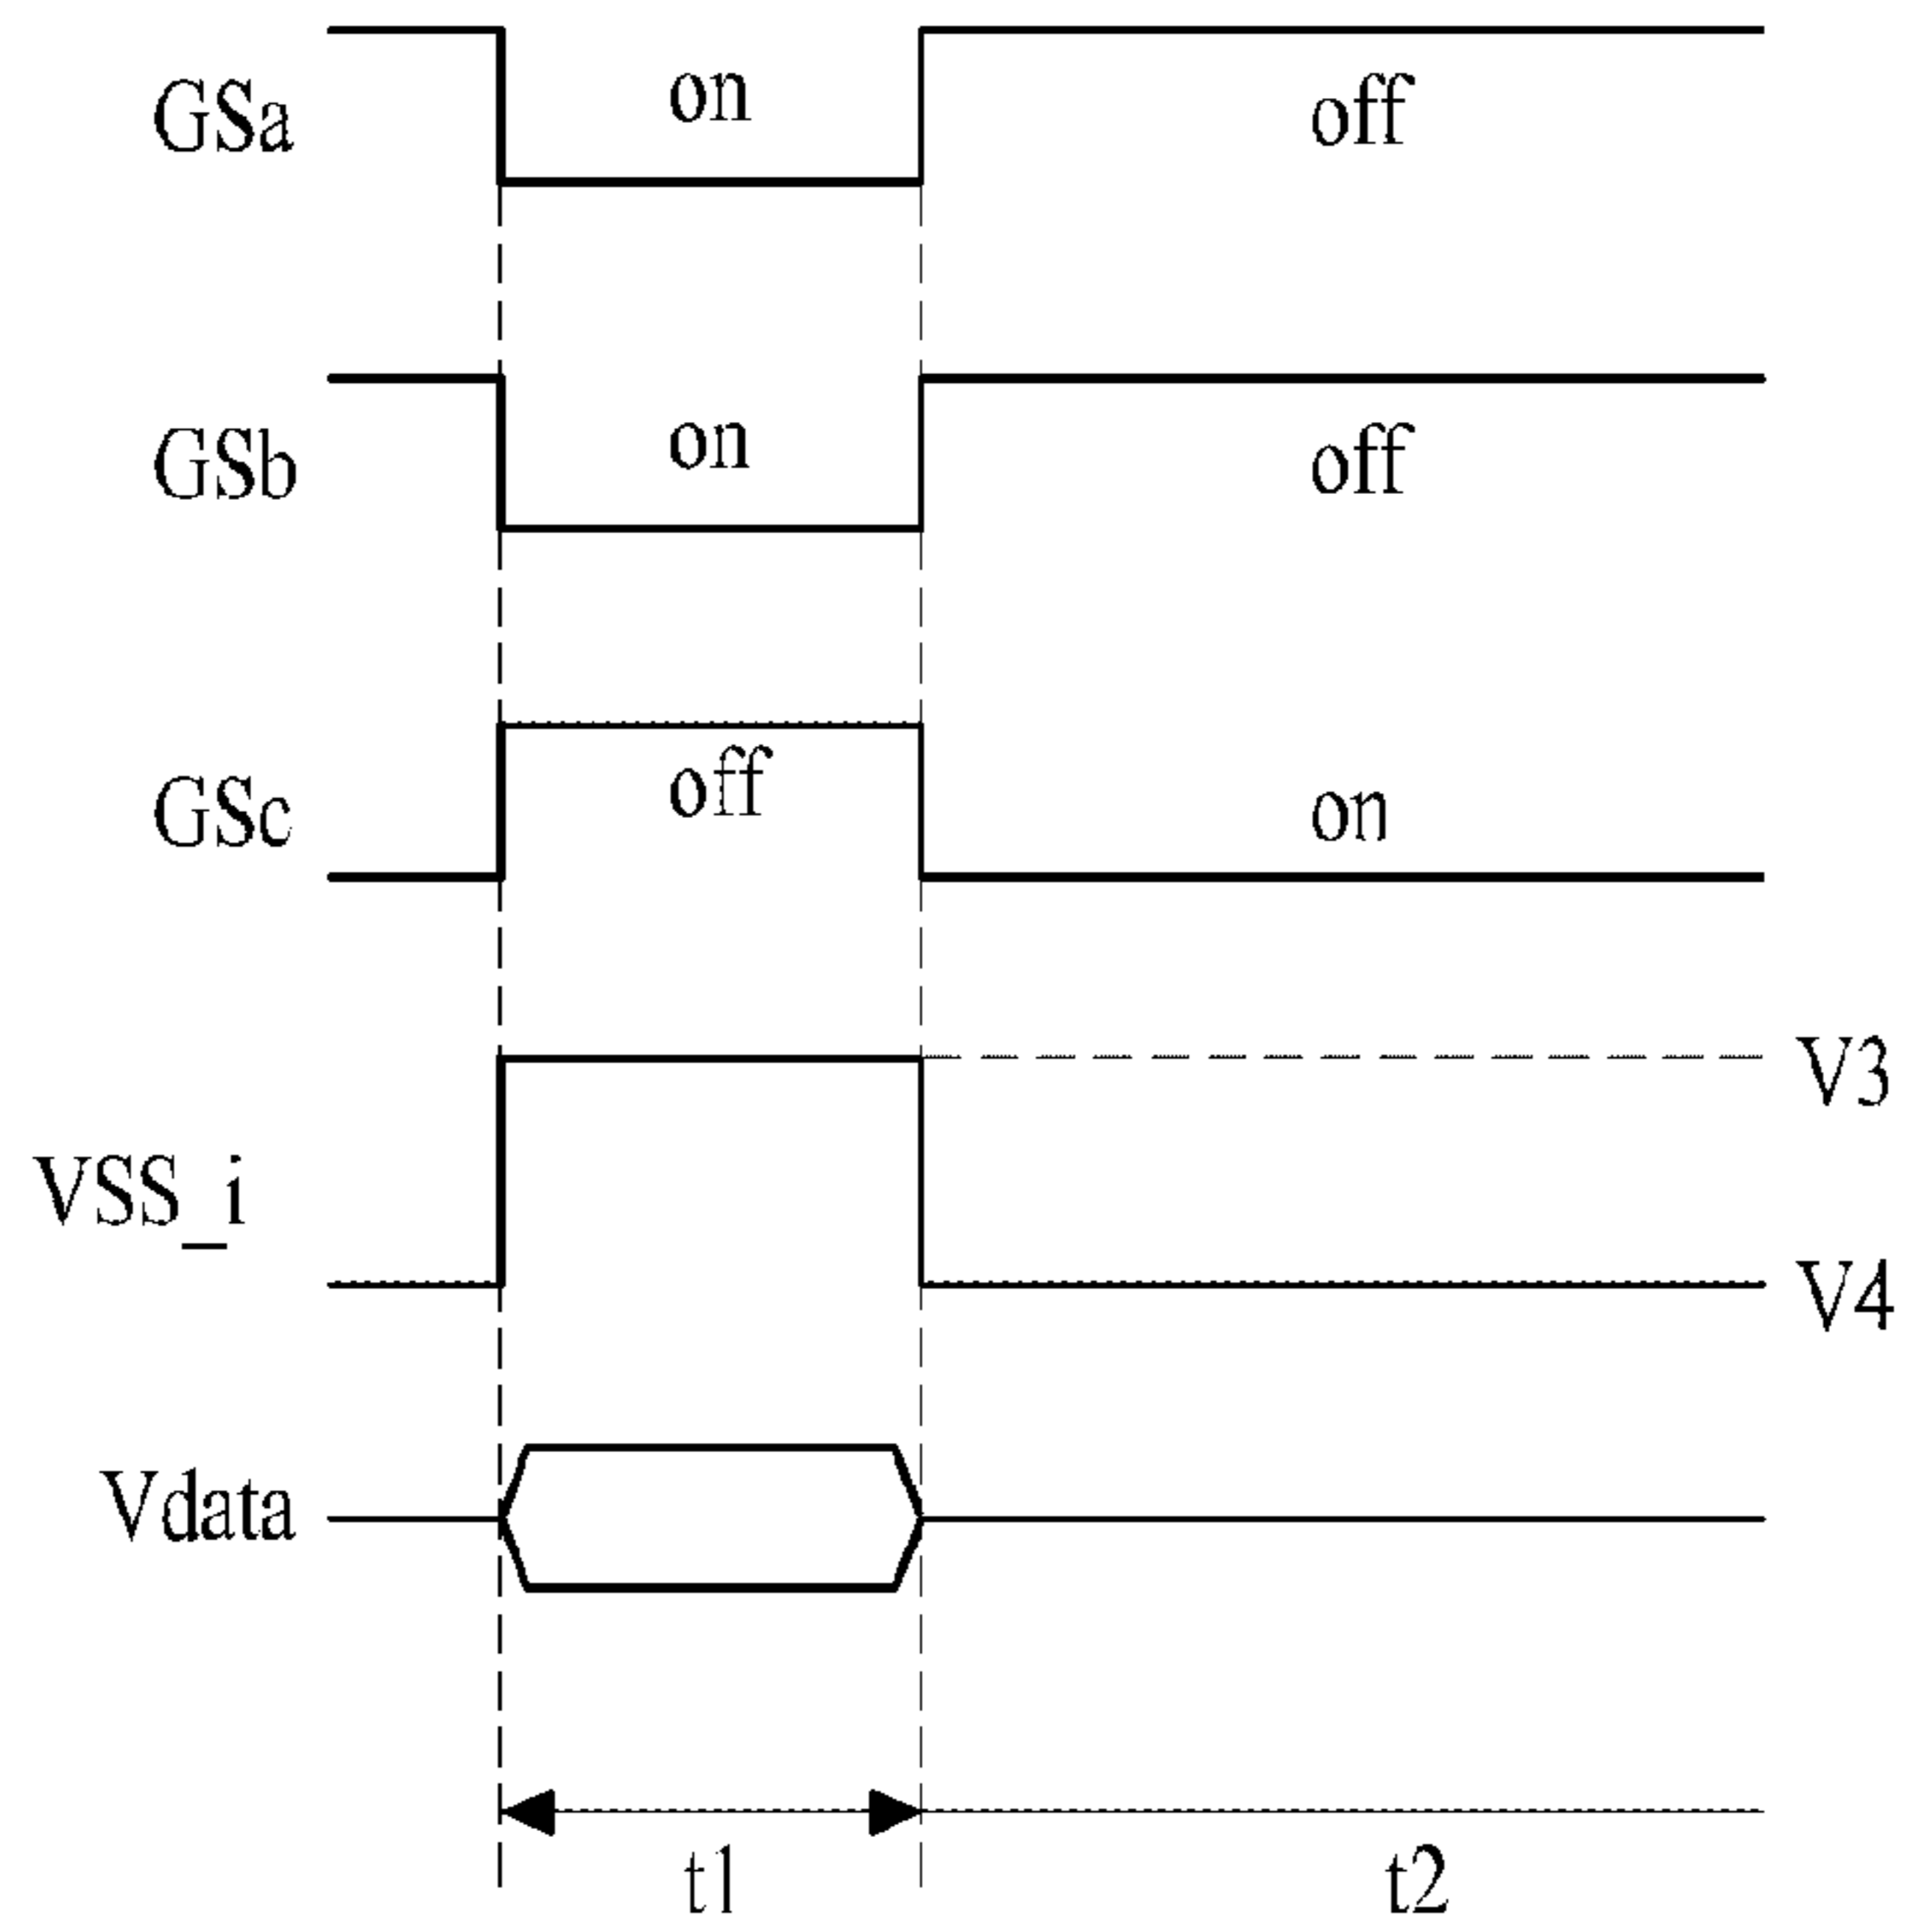 GSa on off
GSb on off
GSc off on
V3
VSS_i
V4
Vdata
t1 t2